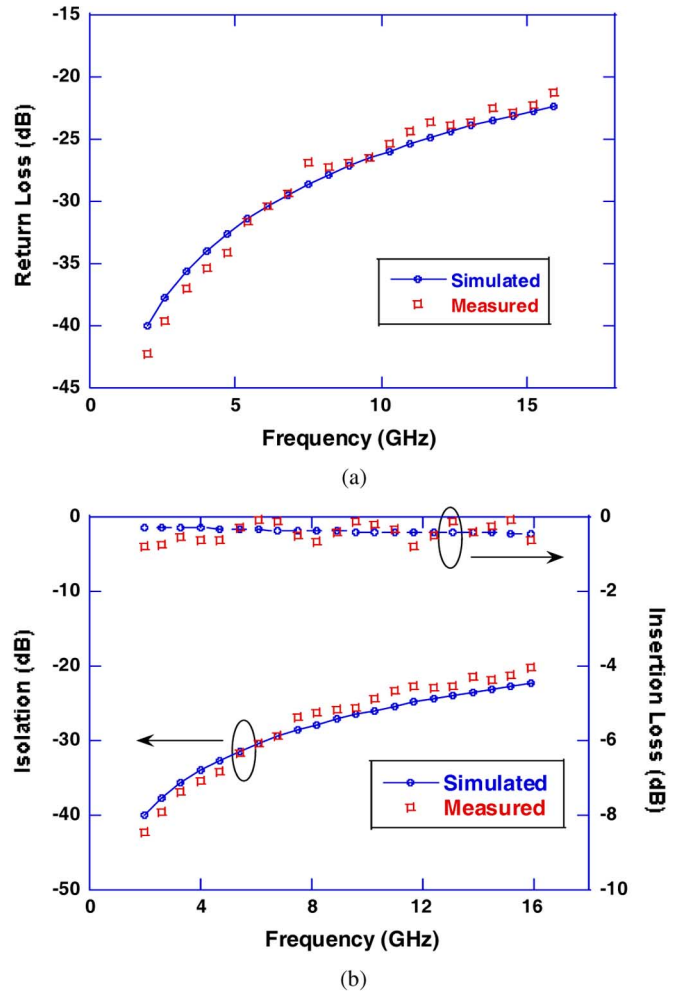 -15
-20
-25
-30
-35
-40
-45
Return Loss (dB)
Simulated
Measured
0 5 10 15
Frequency (GHz)
(a)
0
-10
-20
-30
-40
-50
Isolation (dB)
0
-2
-4
-6
-8
-10
Insertion Loss (dB)
Simulated
Measured
0 4 8 12 16
Frequency (GHz)
(b)